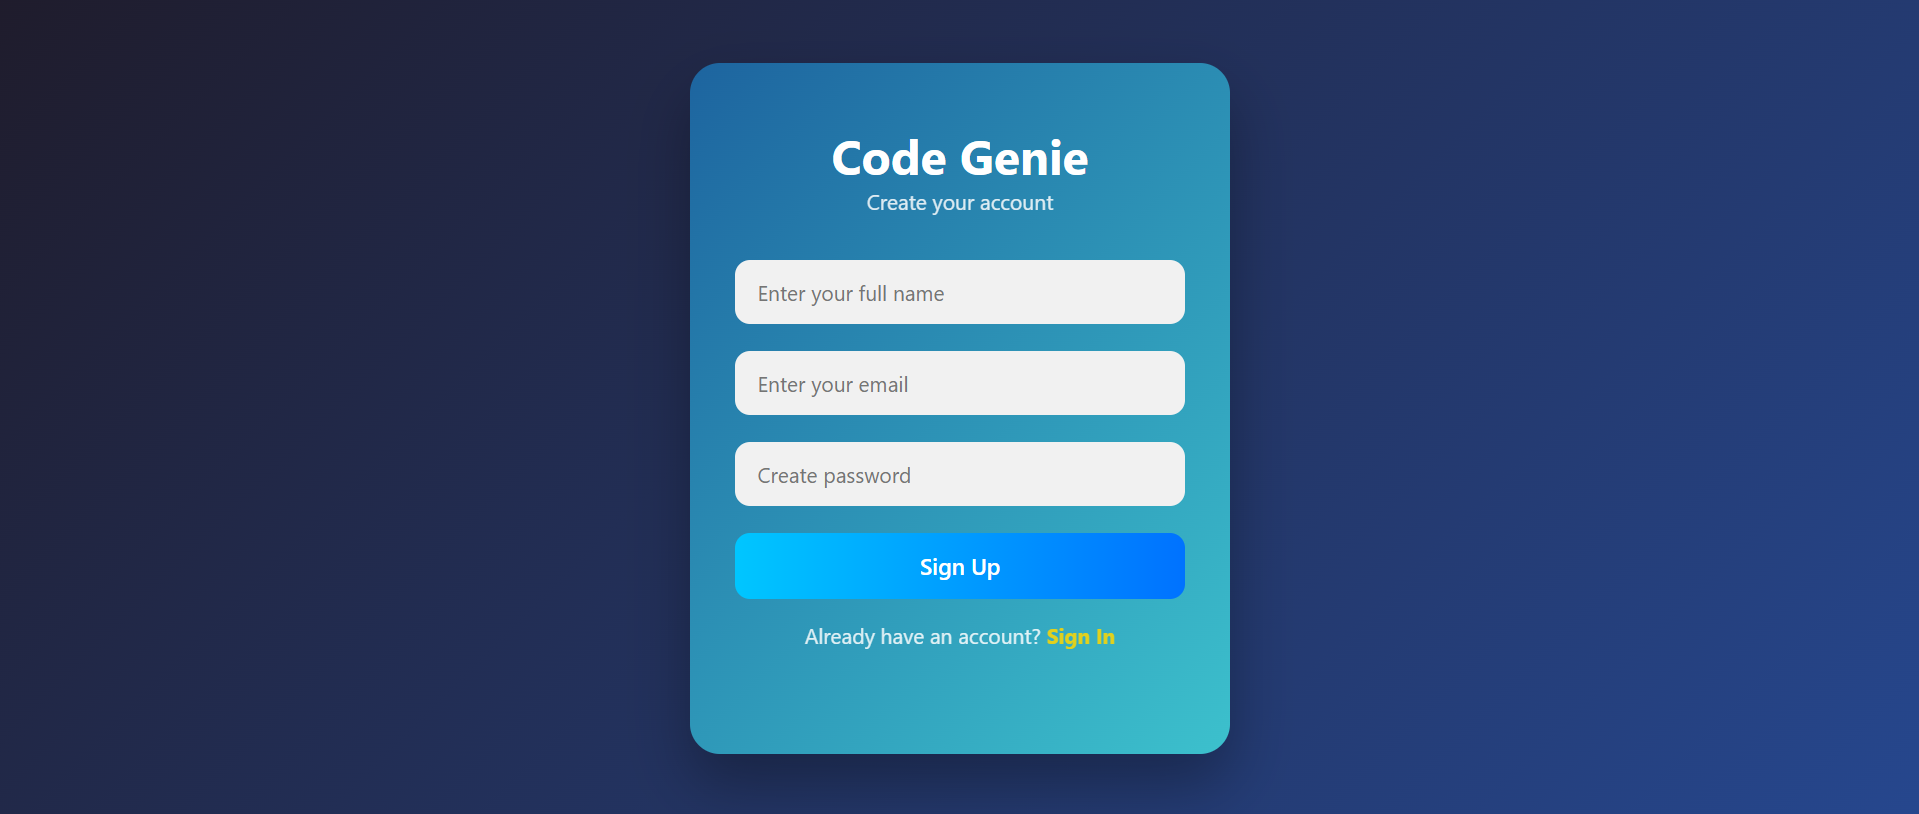 Code Genie
Create your account
Enter your full name
Enter your email
Create password
Sign Up
Already have an account? Sign In